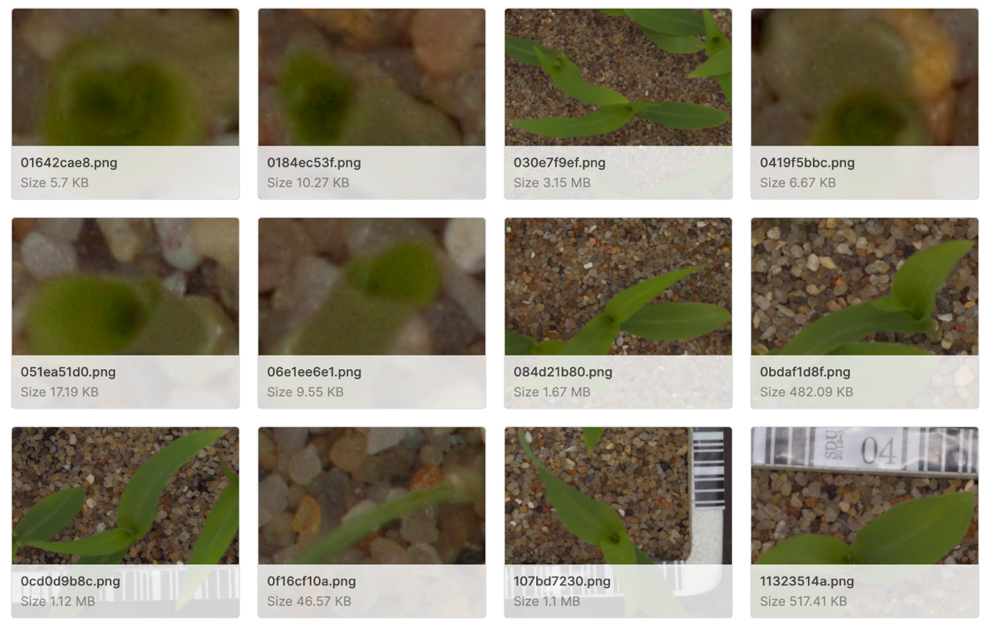 01642cae8.png
Size 5.7 KB
0184ec53f.png
Size 10.27 KB
030e7f9ef.png
Size 3.15 MB
0419f5bbc.png
Size 6.67 KB
051ea51d0.png
Size 17.19 KB
06e1ee6e1.png
Size 9.55 KB
084d21b80.png
Size 1.67 MB
0bdaf1d8f.png
Size 482.09 KB
SDU
2012-1
04
0cd0d9b8c.png
Size 1.12 MB
0f16cf10a.png
Size 46.57 KB
107bd7230.png
Size 1.1 MB
11323514a.png
Size 517.41 KB